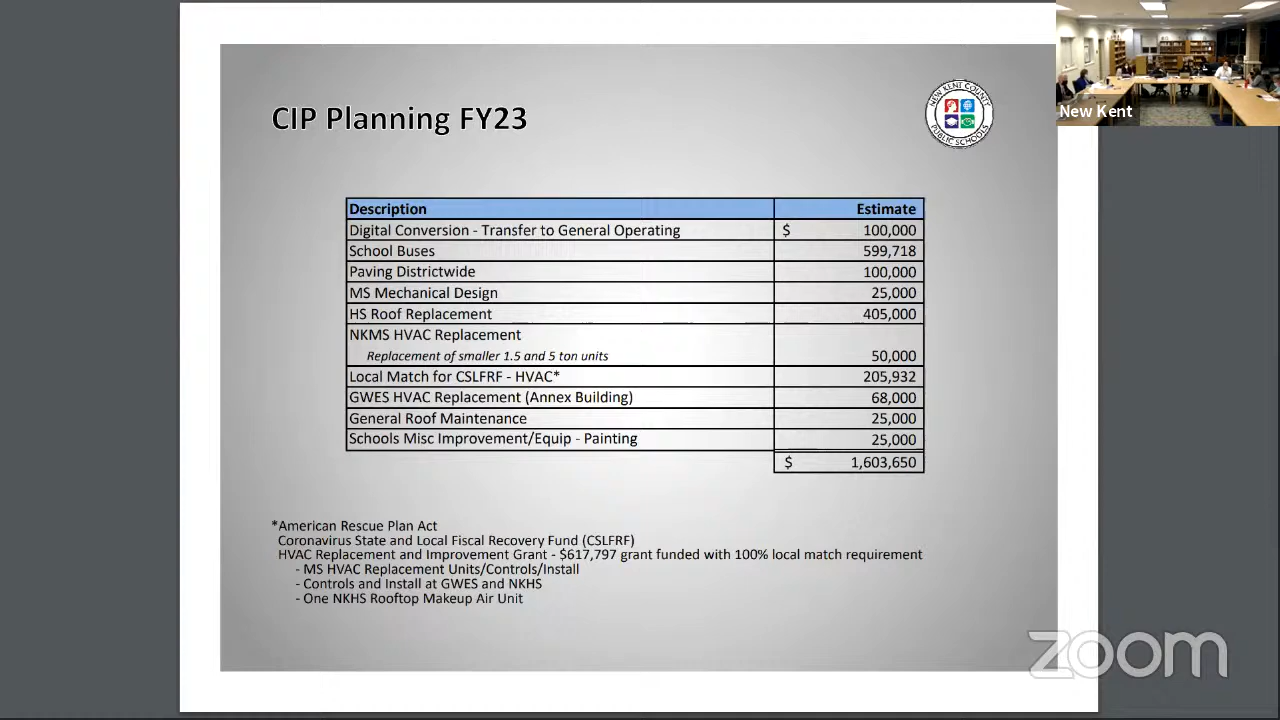 CIP Planning FY23
NEW KENT COUNTY
PUBLIC SCHOOLS
New Kent
Description Estimate
Digital Conversion - Transfer to General Operating $ 100,000
School Buses 599,718
Paving Districtwide 100,000
MS Mechanical Design 25,000
HS Roof Replacement 405,000
NKMS HVAC Replacement
Replacement of smaller 1.5 and 5 ton units 50,000
Local Match for CSLFRF - HVAC* 205,932
GWES HVAC Replacement (Annex Building) 68,000
General Roof Maintenance 25,000
Schools Misc Improvement/Equip - Painting 25,000
$ 1,603,650
*American Rescue Plan Act
Coronavirus State and Local Fiscal Recovery Fund (CSLFRF)
HVAC Replacement and Improvement Grant - $617,797 grant funded with 100% local match requirement
- MS HVAC Replacement Units/Controls/Install
- Controls and Install at GWES and NKHS
- One NKHS Rooftop Makeup Air Unit
zoom